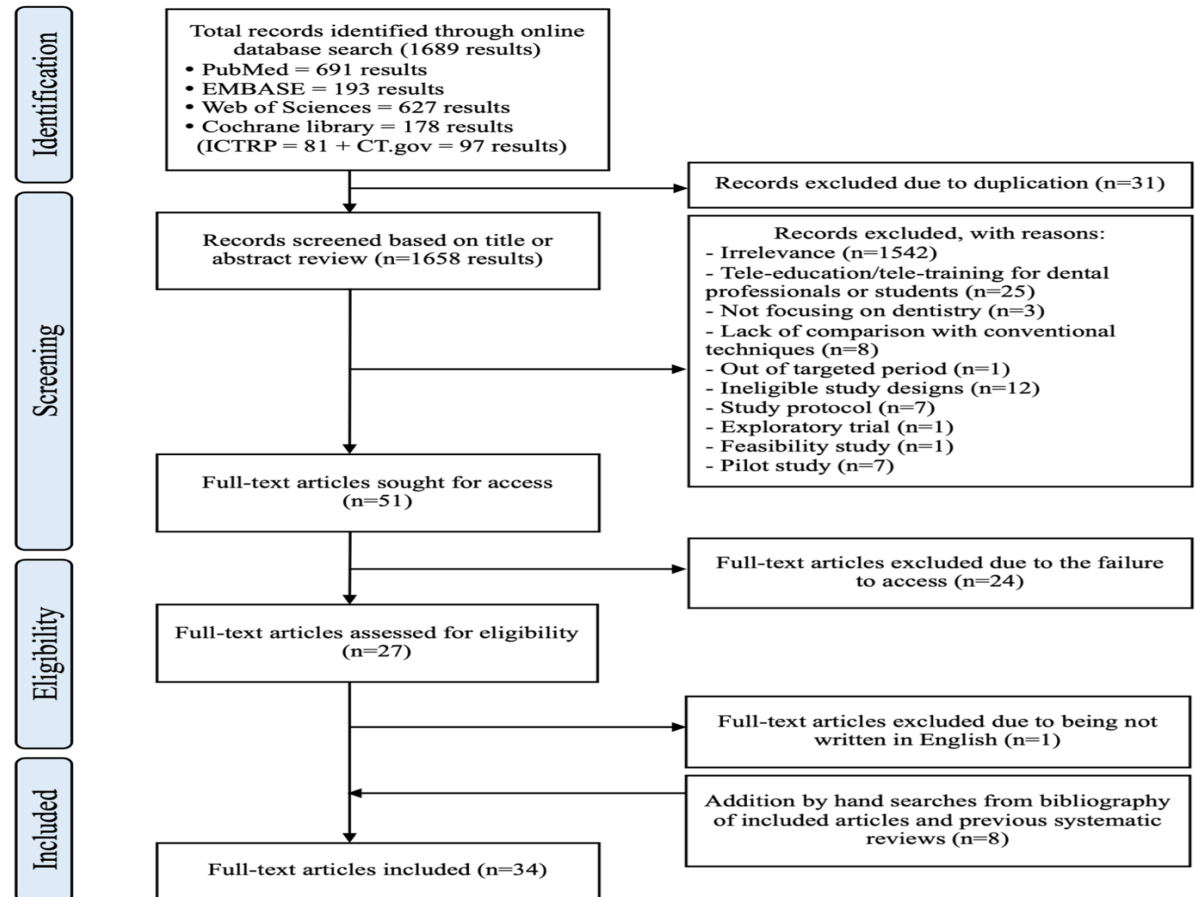 Identification
Total records identified through online
database search (1689 results)
• PubMed = 691 results
• EMBASE = 193 results
• Web of Sciences = 627 results
• Cochrane library = 178 results
(ICTRP = 81 + CT.gov = 97 results)
Records excluded due to duplication (n=31)
Screening
Records screened based on title or
abstract review (n=1658 results)
Records excluded, with reasons:
- Irrelevance (n=1542)
- Tele-education/tele-training for dental
professionals or students (n=25)
- Not focusing on dentistry (n=3)
- Lack of comparison with conventional
techniques (n=8)
- Out of targeted period (n=1)
- Ineligible study designs (n=12)
- Study protocol (n=7)
- Exploratory trial (n=1)
- Feasibility study (n=1)
- Pilot study (n=7)
Full-text articles sought for access
(n=51)
Full-text articles excluded due to the failure
to access (n=24)
Eligibility
Full-text articles assessed for eligibility
(n=27)
Full-text articles excluded due to being not
written in English (n=1)
Included
Addition by hand searches from bibliography
of included articles and previous systematic
reviews (n=8)
Full-text articles included (n=34)